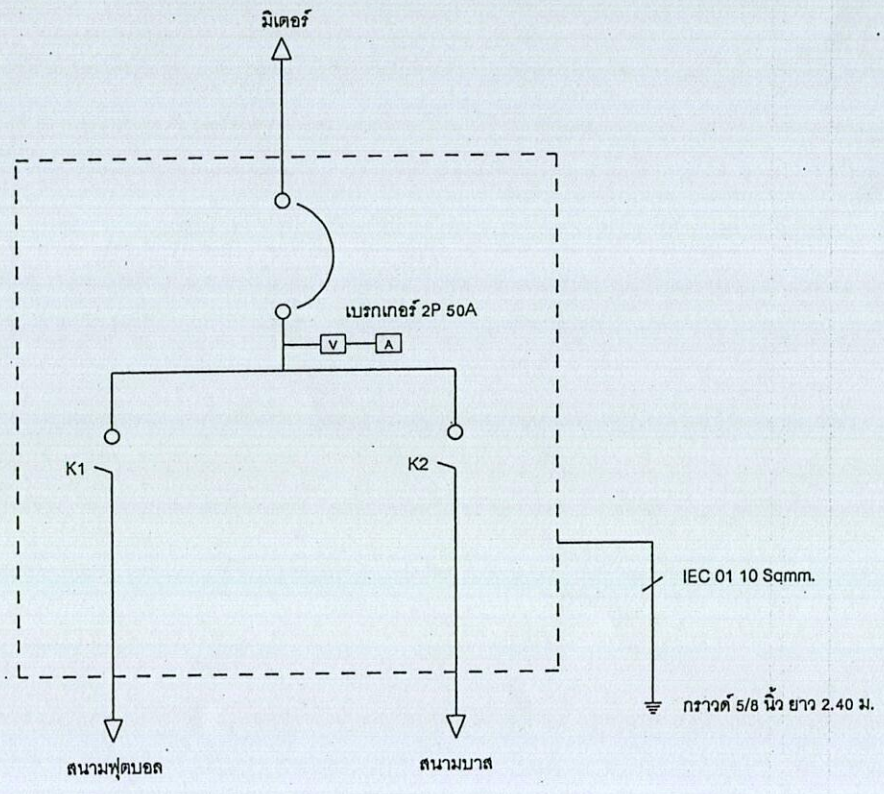 มิเตอร์
เบรกเกอร์ 2P 50A
V A
K1 K2
IEC 01 10 Sqmm.
กราวด์ 5/8 นิ้ว ยาว 2.40 ม.
สนามฟุตบอล สนามบาส